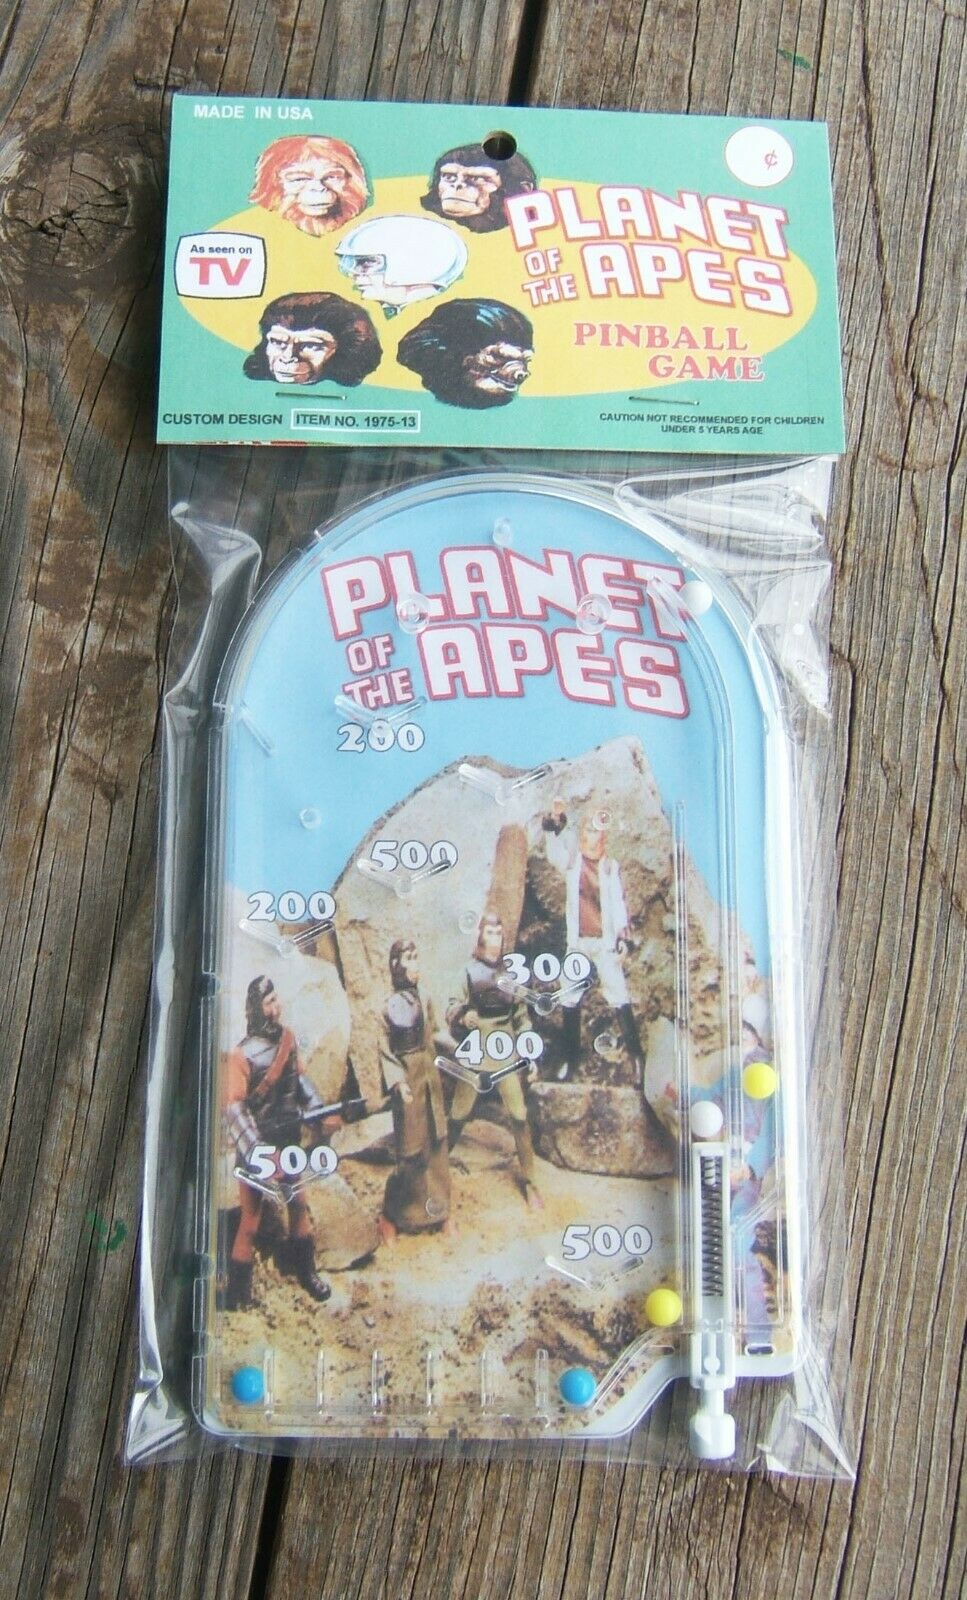 MADE IN USA
¢
As seen on
TV
PLANET
OF
THE APES
PINBALL
GAME
CUSTOM DESIGN ITEM NO. 1975-13
CAUTION NOT RECOMMENDED FOR CHILDREN
UNDER 5 YEARS AGE
PLANET
OF
THE APES
200
500
200
300
400
500
500